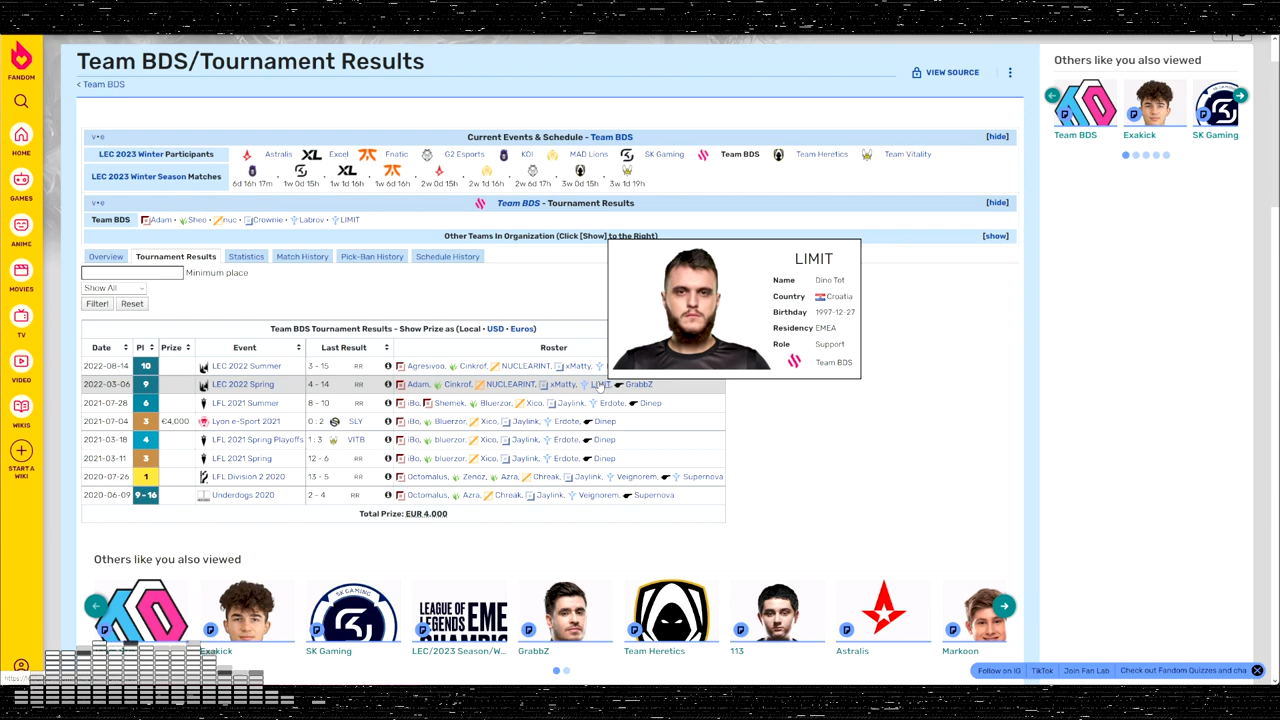 Team BDS/Tournament Results
< Team BDS
VIEW SOURCE
Others like you also viewed
Team BDS
Exakick
SK Gaming
FANDOM
HOME
GAMES
ANIME
MOVIES
TV
VIDEO
WIKIS
START A
WIKI
v•e
Current Events & Schedule - Team BDS
[hide]
LEC 2023 Winter Participants
Astralis
Excel
Fnatic
G2 Esports
KOI
MAD Lions
SK Gaming
Team BDS
Team Heretics
Team Vitality
LEC 2023 Winter Season Matches
6d 16h 17m
1w 0d 15h
1w 1d 16h
1w 6d 16h
2w 0d 15h
2w 1d 16h
2w 6d 17h
3w 0d 15h
3w 1d 19h
v•e
Team BDS - Tournament Results
[hide]
Team BDS
Adam • Sheo • nuc • Crownie • Labrov • LIMIT
Other Teams In Organization (Click [Show] to the Right)
[show]
Overview
Tournament Results
Statistics
Match History
Pick-Ban History
Schedule History
Minimum place
Show All
Filter!
Reset
LIMIT
Name Dino Tot
Country Croatia
Birthday 1997-12-27
Residency EMEA
Role Support
Team BDS
Team BDS Tournament Results - Show Prize as (Local • USD • Euros)
Date Pl Prize Event Last Result Roster
2022-08-14 10 LEC 2022 Summer 3 - 15 RR Agresivoo, Cinkrof, NUCLEARINT, xMatty,
2022-03-06 9 LEC 2022 Spring 4 - 14 RR Adam, Cinkrof, NUCLEARINT, xMatty, LIMIT, GrabbZ
2021-07-28 6 LFL 2021 Summer 8 - 10 RR iBo, Shemek, Bluerzor, Xico, Jaylink, Erdote, Dinep
2021-07-04 3 €4,000 Lyon e-Sport 2021 0 : 2 SLY iBo, Bluerzor, Xico, Jaylink, Erdote, Dinep
2021-03-18 4 LFL 2021 Spring Playoffs 1 : 3 VITB iBo, bluerzor, Xico, Jaylink, Erdote, Dinep
2021-03-11 3 LFL 2021 Spring 12 - 6 RR iBo, bluerzor, Xico, Jaylink, Erdote, Dinep
2020-07-26 1 LFL Division 2 2020 13 - 5 RR Octomalus, Zenoz, Azra, Chreak, Jaylink, Veignorem, Supernova
2020-06-09 9-16 Underdogs 2020 2 - 4 RR Octomalus, Azra, Chreak, Jaylink, Veignorem, Supernova
Total Prize: EUR 4,000
Others like you also viewed
SK GAMING
LEAGUE OF EME
LEGENDS
Exakick
SK Gaming
LEC/2023 Season/W...
GrabbZ
Team Heretics
113
Astralis
Markoon
Follow on IG
TikTok
Join Fan Lab
Check out Fandom Quizzes and cha